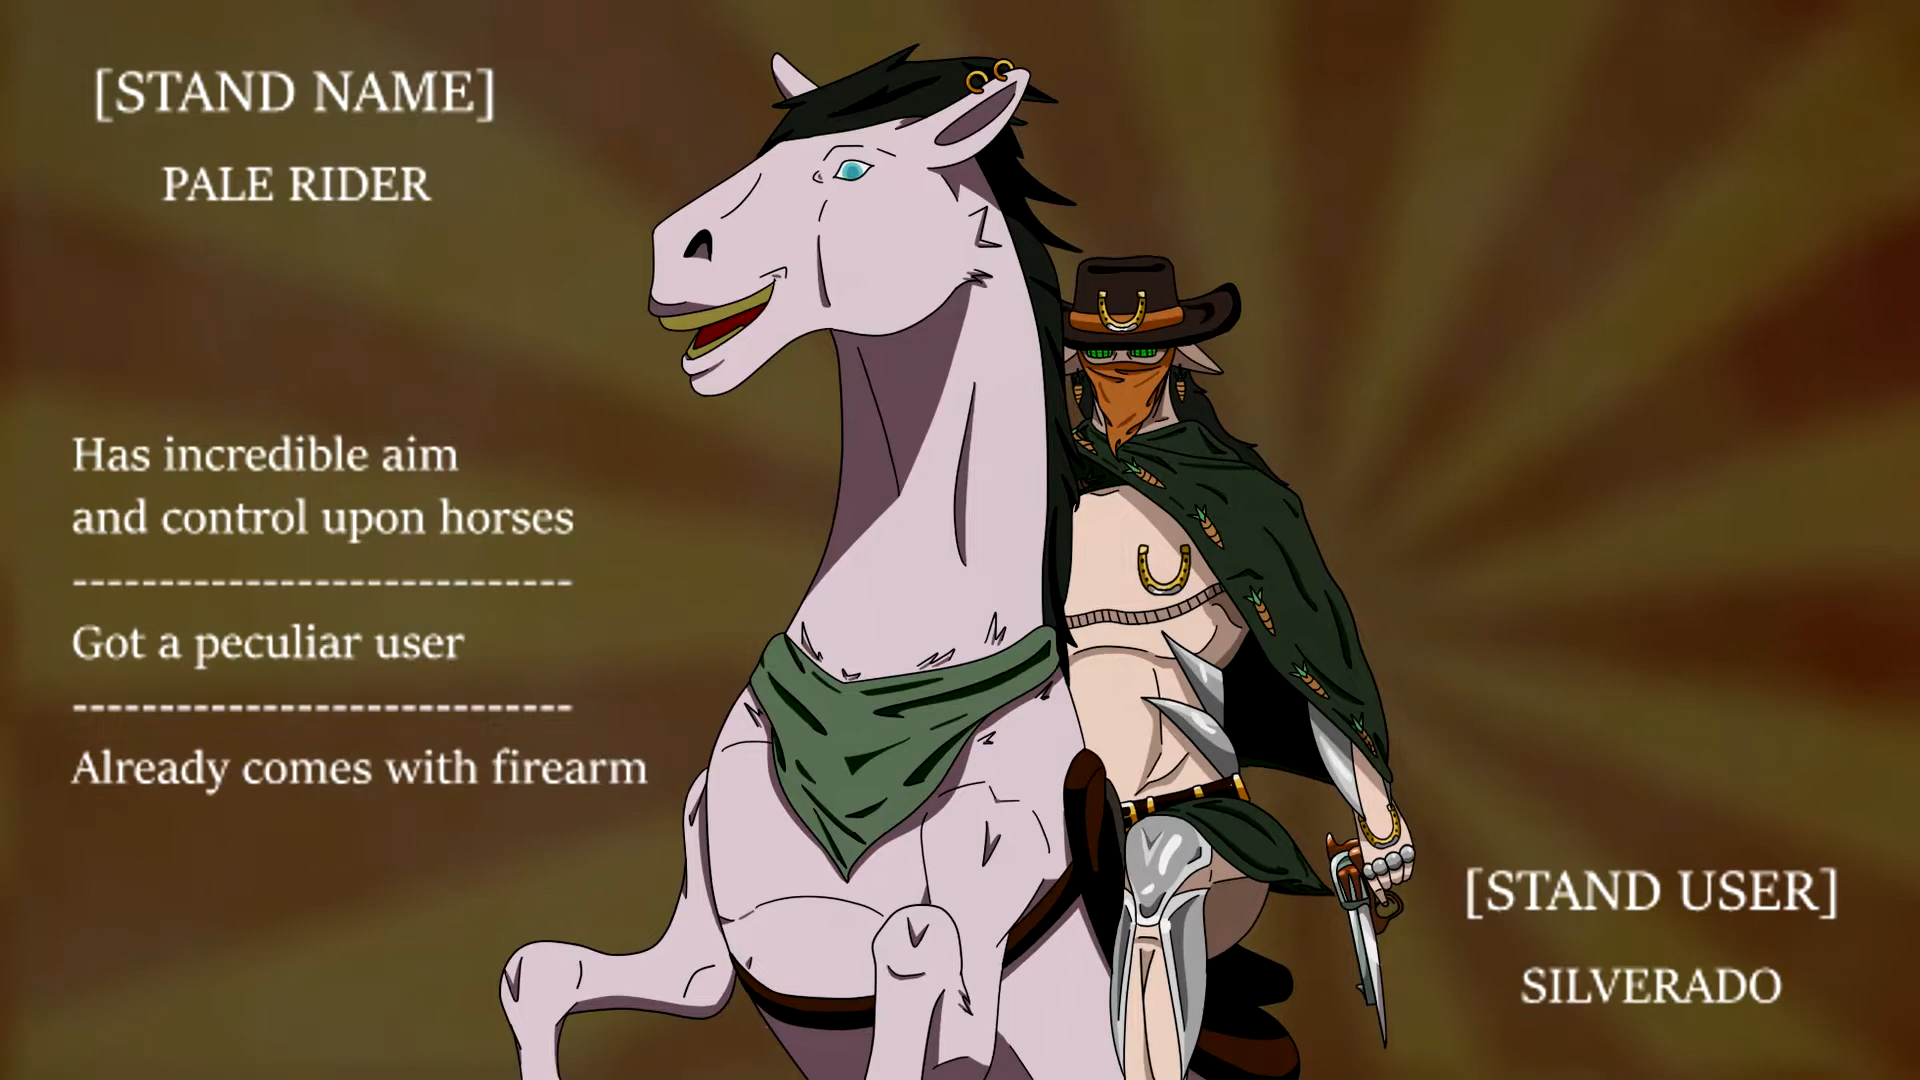 [STAND NAME]
PALE RIDER
Has incredible aim
and control upon horses
------------------------------
Got a peculiar user
------------------------------
Already comes with firearm
[STAND USER]
SILVERADO